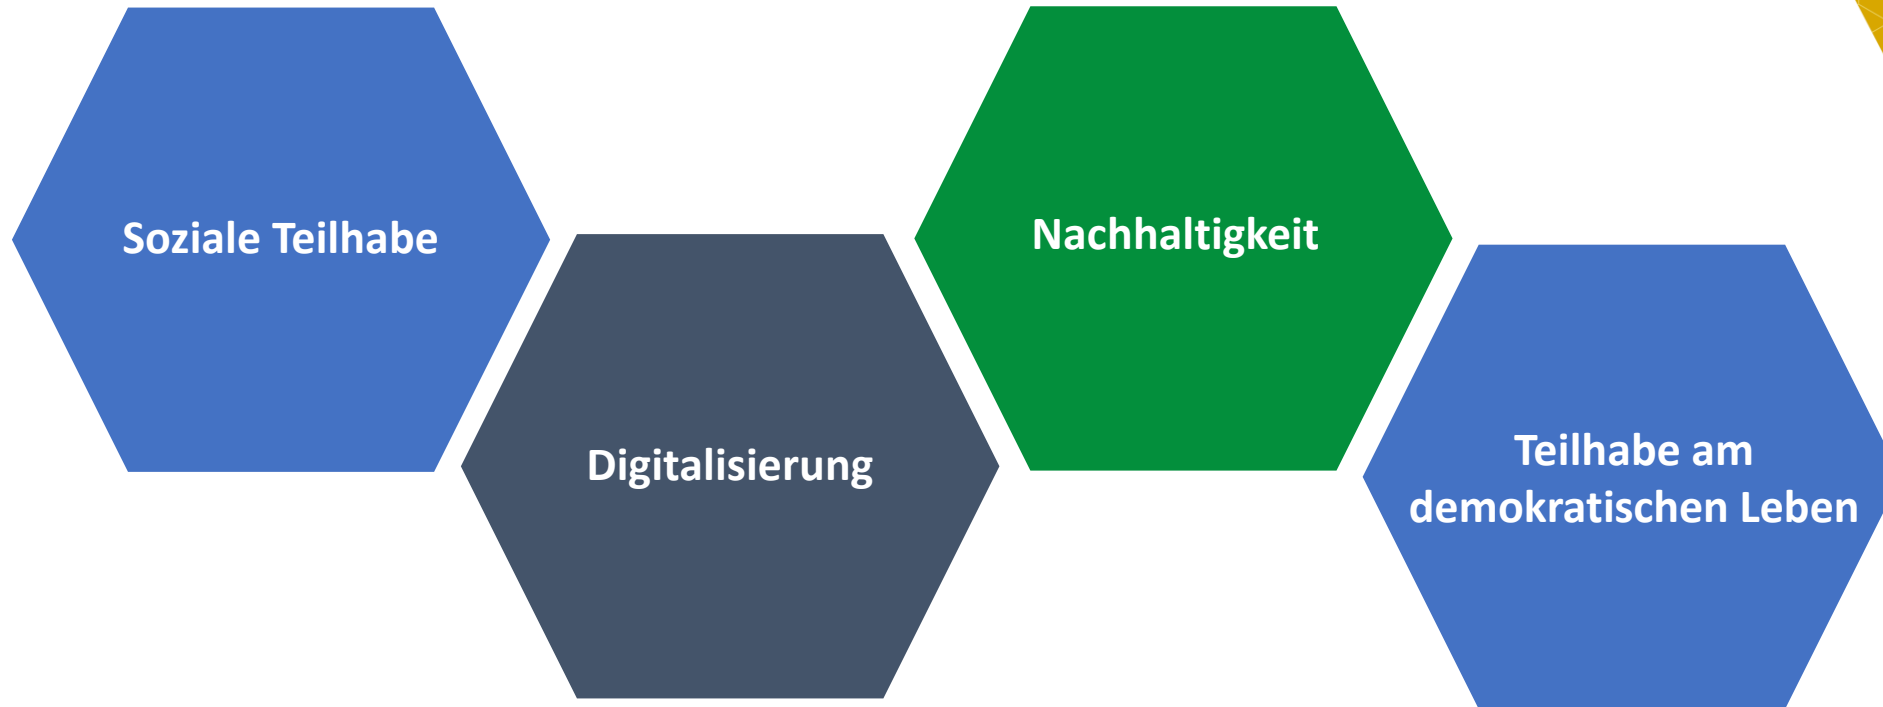 Soziale Teilhabe
Digitalisierung
Nachhaltigkeit
Teilhabe am
demokratischen Leben